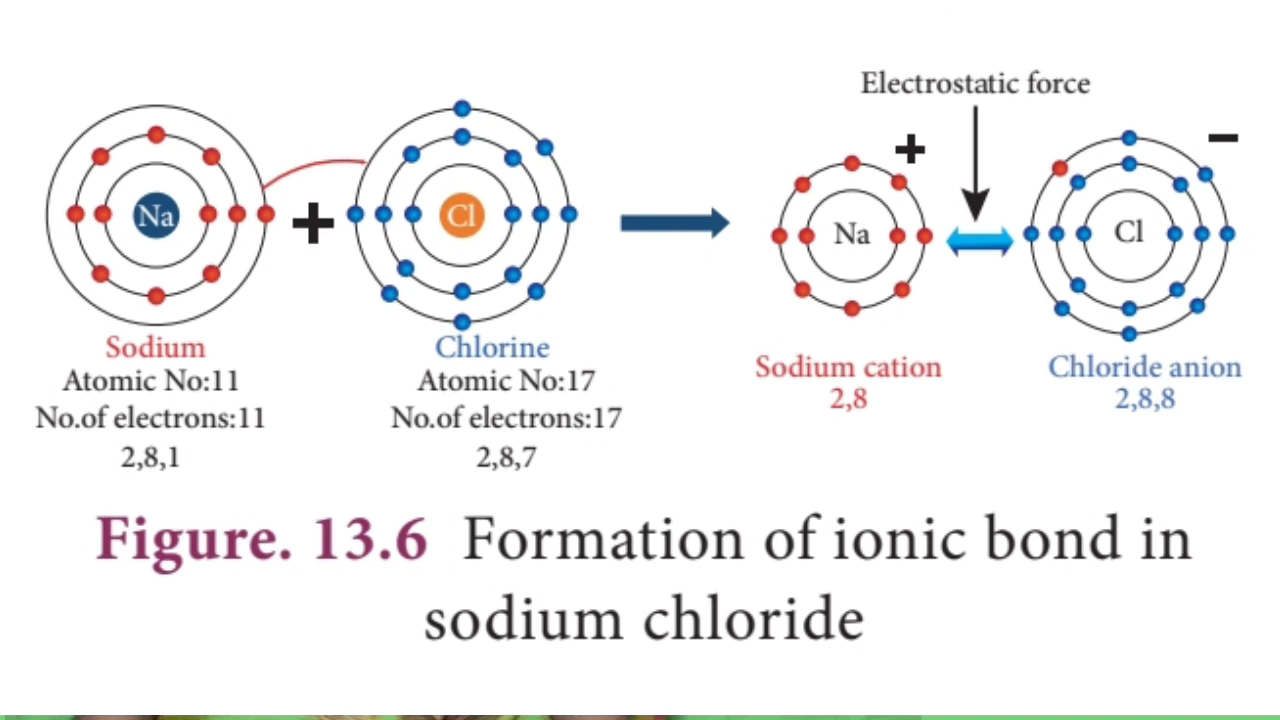 Electrostatic force
+
−
Na
+
Cl
Na
Cl
Sodium
Atomic No:11
No.of electrons:11
2,8,1
Chlorine
Atomic No:17
No.of electrons:17
2,8,7
Sodium cation
2,8
Chloride anion
2,8,8
Figure. 13.6 Formation of ionic bond in
sodium chloride